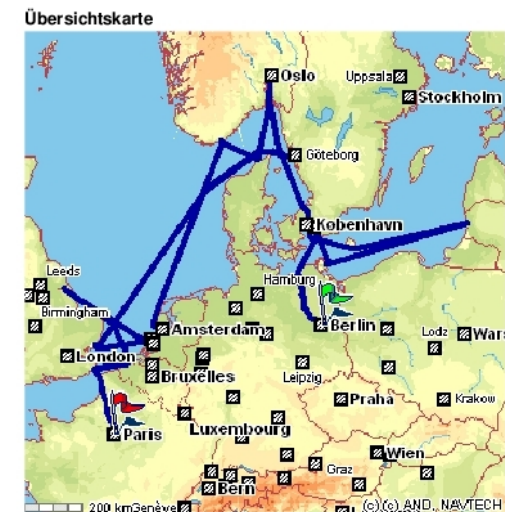 Übersichtskarte
Oslo
Uppsala
Stockholm
Göteborg
København
Leeds
Hamburg
Birmingham
Amsterdam
Berlin
Lodz
War
London
Bruxelles
Leipzig
Praha
Krakow
Paris
Luxembourg
Wien
Graz
Bern
200 km
Genève
(c)(c) AND, NAVTECH